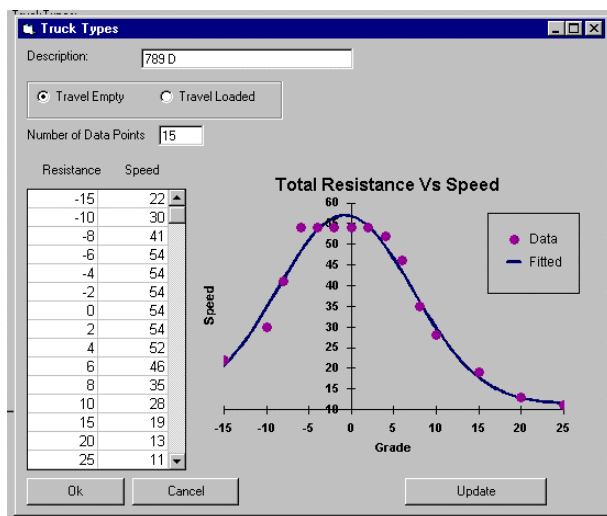 Truck Types
Description: 789 D
Travel Empty Travel Loaded
Number of Data Points 15
Resistance Speed
-15 22
-10 30
-8 41
-6 54
-4 54
-2 54
0 54
2 54
4 52
6 46
8 35
10 28
15 19
20 13
25 11
Total Resistance Vs Speed
60
55
50
45
40
35
30
25
20
15
10
Speed
-15 -10 -5 0 5 10 15 20 25
Grade
Data
Fitted
Ok Cancel Update